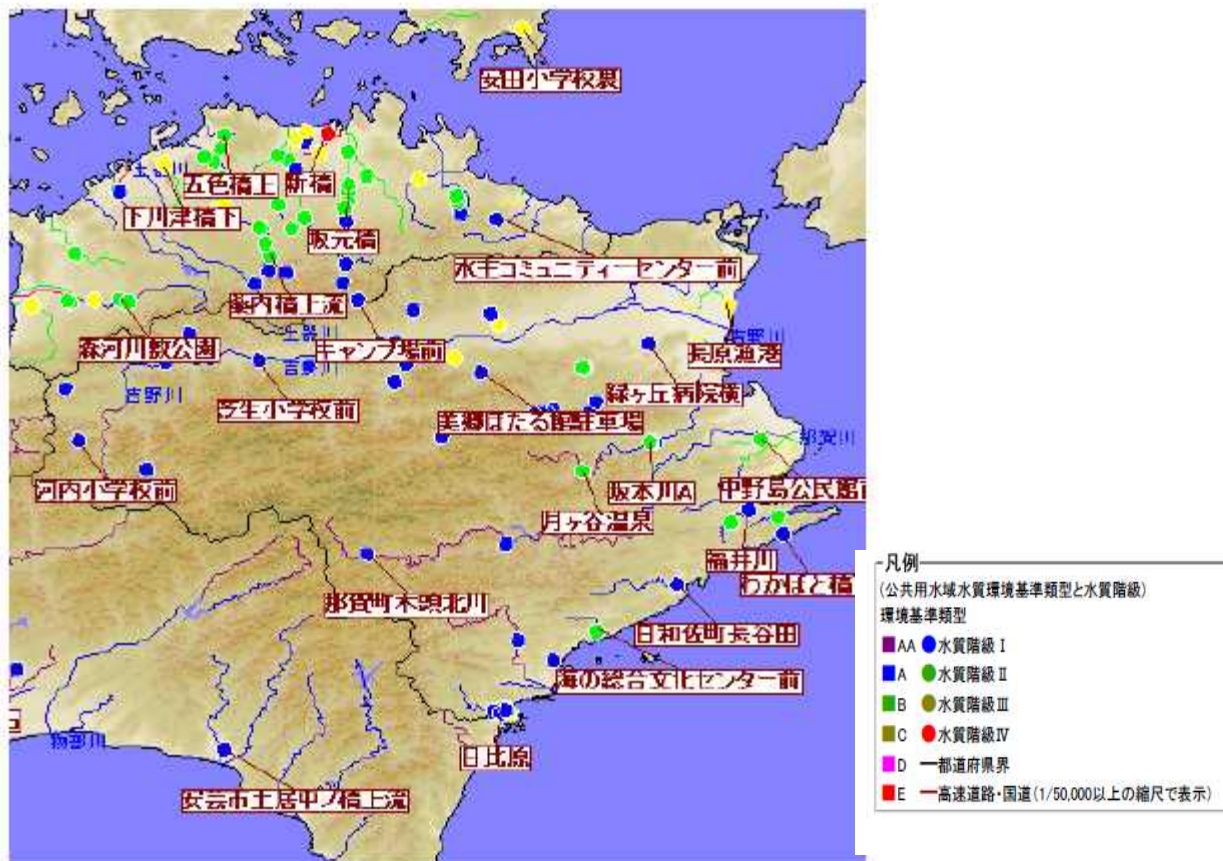 安田小学校裏
土器川
五色橋上
新橋
下川津橋下
坂元橋
水主コミュニティーセンター前
薬内橋上流
土器川
吉野川
森河川敷公園
キャンプ場前
長原漁港
吉野川
吉野川
緑ヶ丘病院横
芝生小学校前
美郷ほたる館駐車場
那賀川
河内小学校前
坂本川A
中野島公民館前
月ヶ谷温泉
福井川
わかばと橋
那賀町木頭北川
日和佐町長谷田
海の総合文化センター前
物部川
日比原
安芸市土居中ノ橋上流
凡例
(公共用水域水質環境基準類型と水質階級)
環境基準類型
AA 水質階級Ⅰ
A 水質階級Ⅱ
B 水質階級Ⅲ
C 水質階級Ⅳ
D 都道府県界
E 高速道路・国道(1/50,000以上の縮尺で表示)